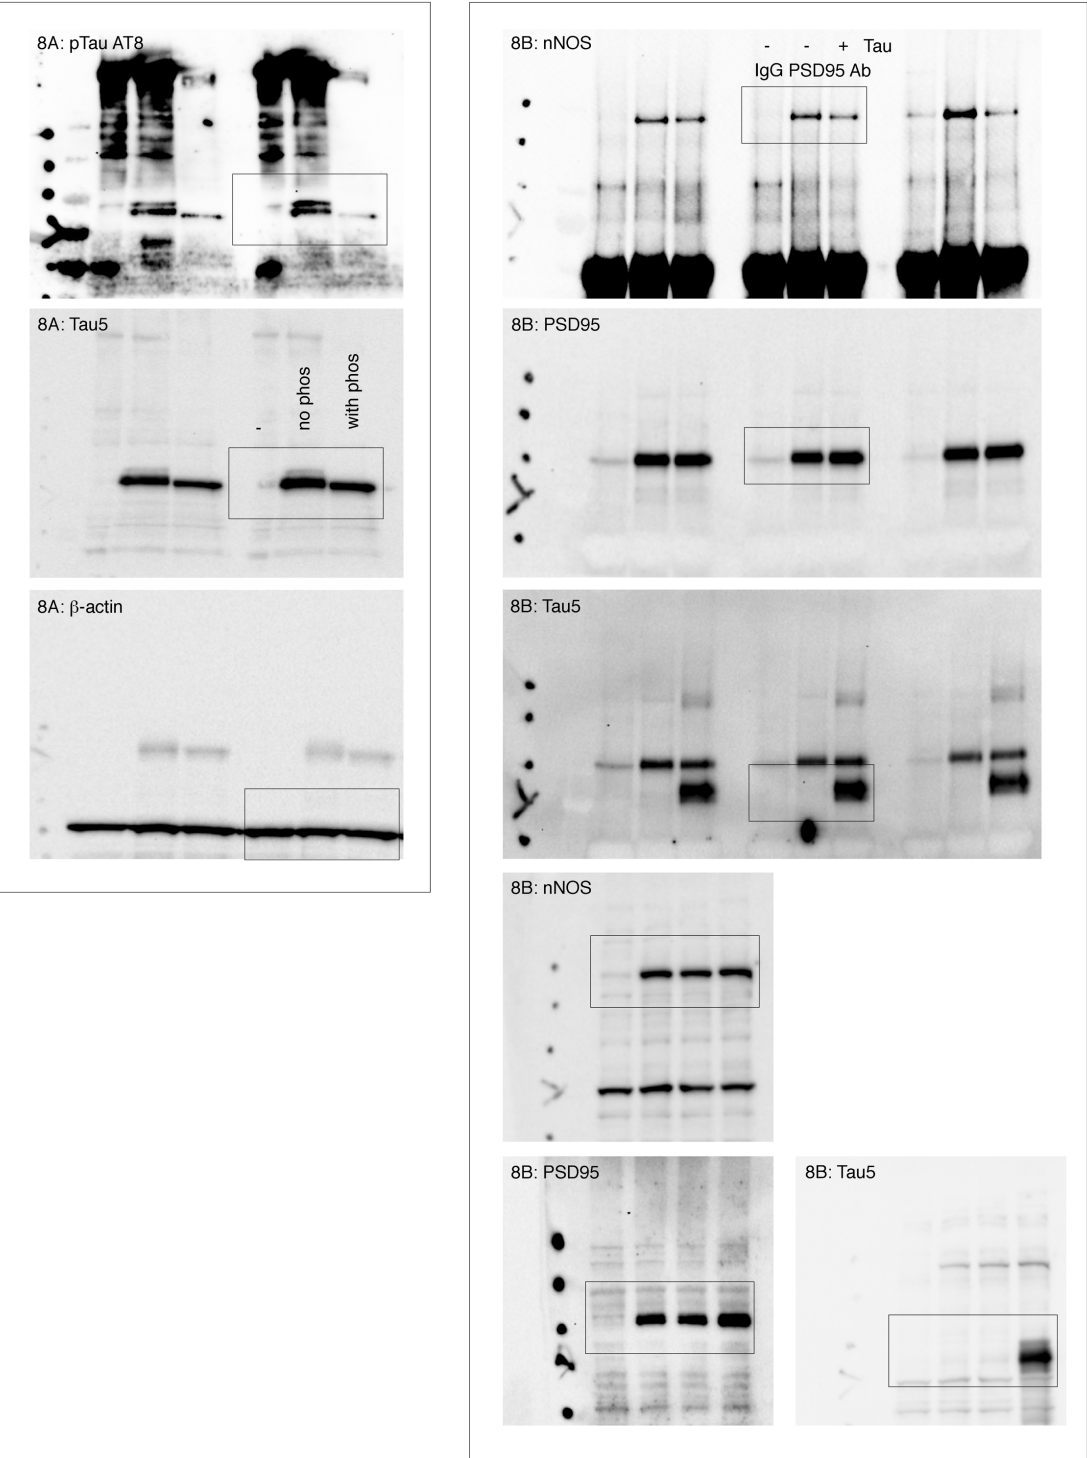 8A: pTau AT8
8A: Tau5
-
no phos
with phos
8A: β-actin
8B: nNOS
- - + Tau
IgG PSD95 Ab
8B: PSD95
8B: Tau5
8B: nNOS
8B: PSD95
8B: Tau5